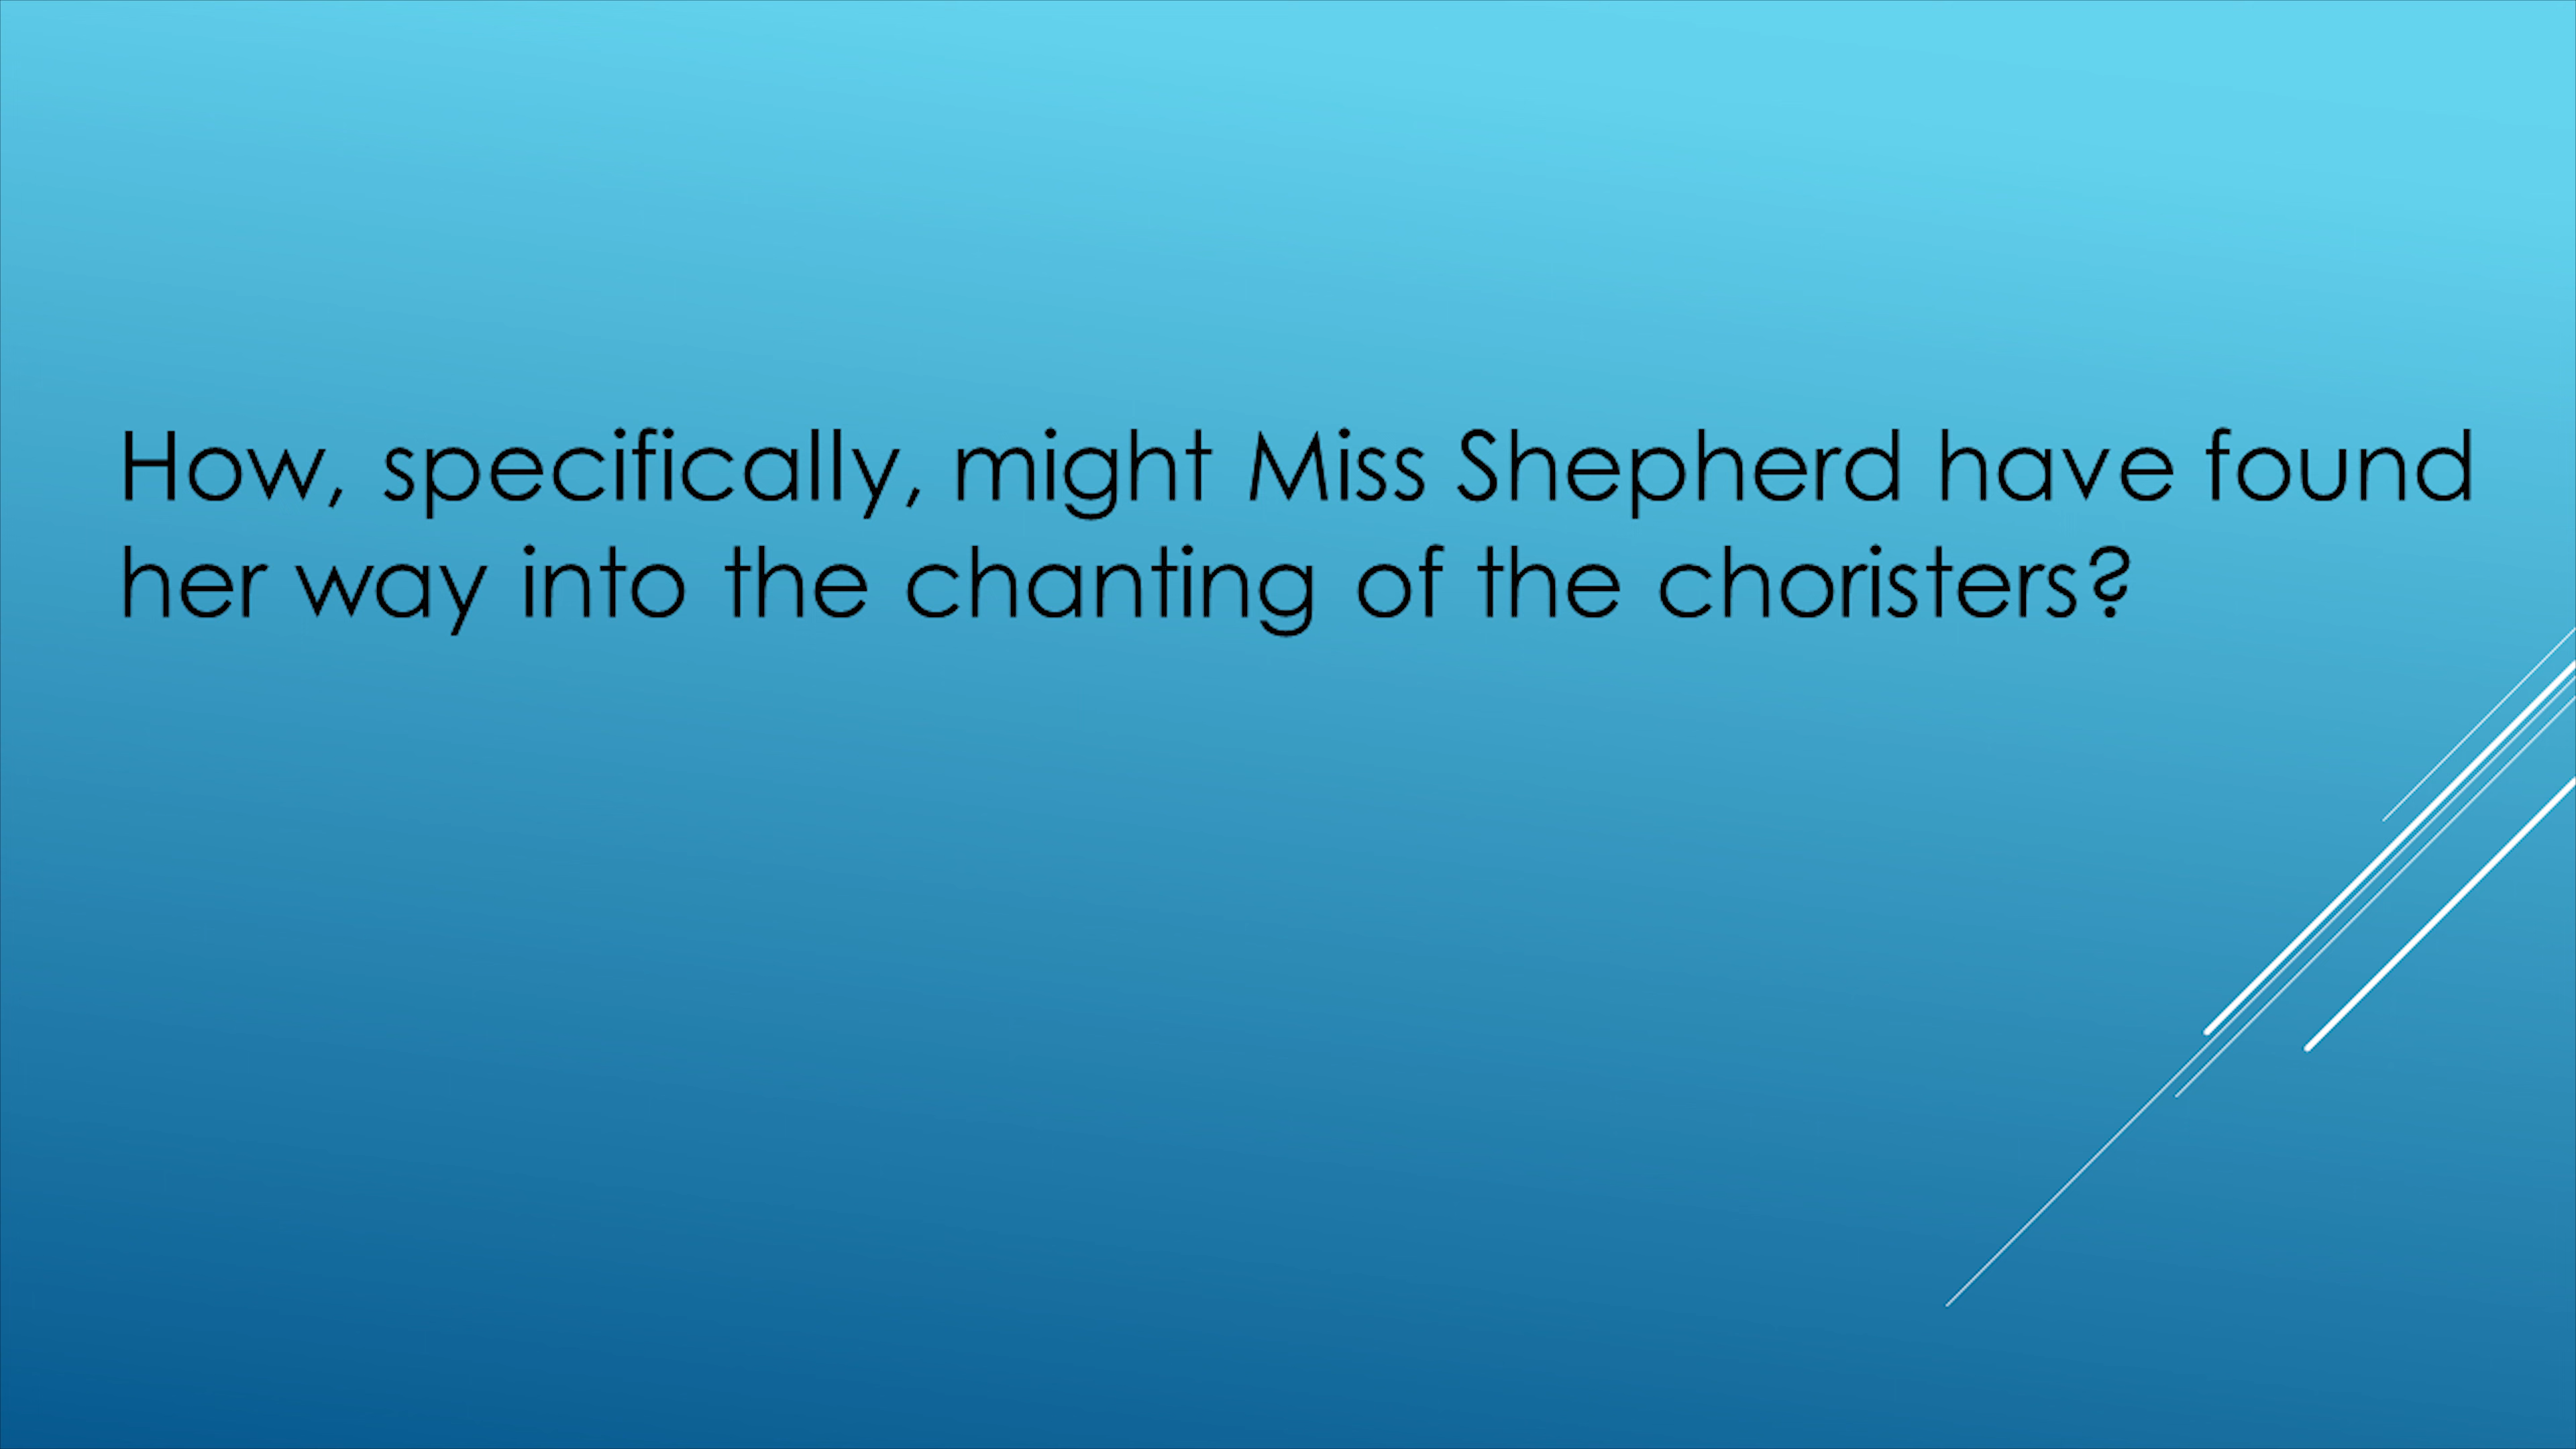 How, specifically, might Miss Shepherd have found
her way into the chanting of the choristers?